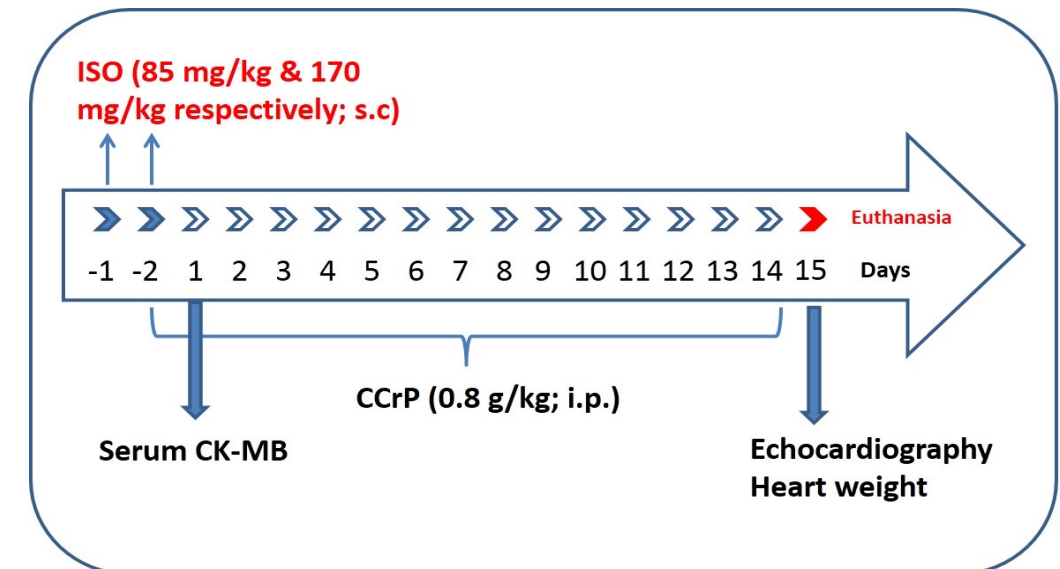 ISO (85 mg/kg & 170
mg/kg respectively; s.c)
Euthanasia
-1 -2 1 2 3 4 5 6 7 8 9 10 11 12 13 14 15 Days
CCrP (0.8 g/kg; i.p.)
Serum CK-MB
Echocardiography
Heart weight